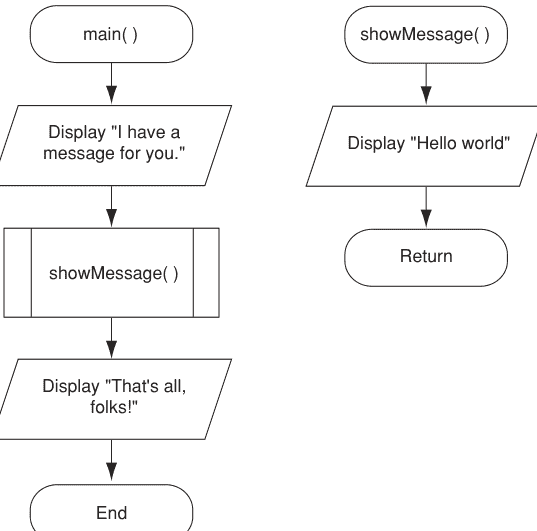 main( )
Display "I have a
message for you."
showMessage( )
Display "That's all,
folks!"
End
showMessage( )
Display "Hello world"
Return